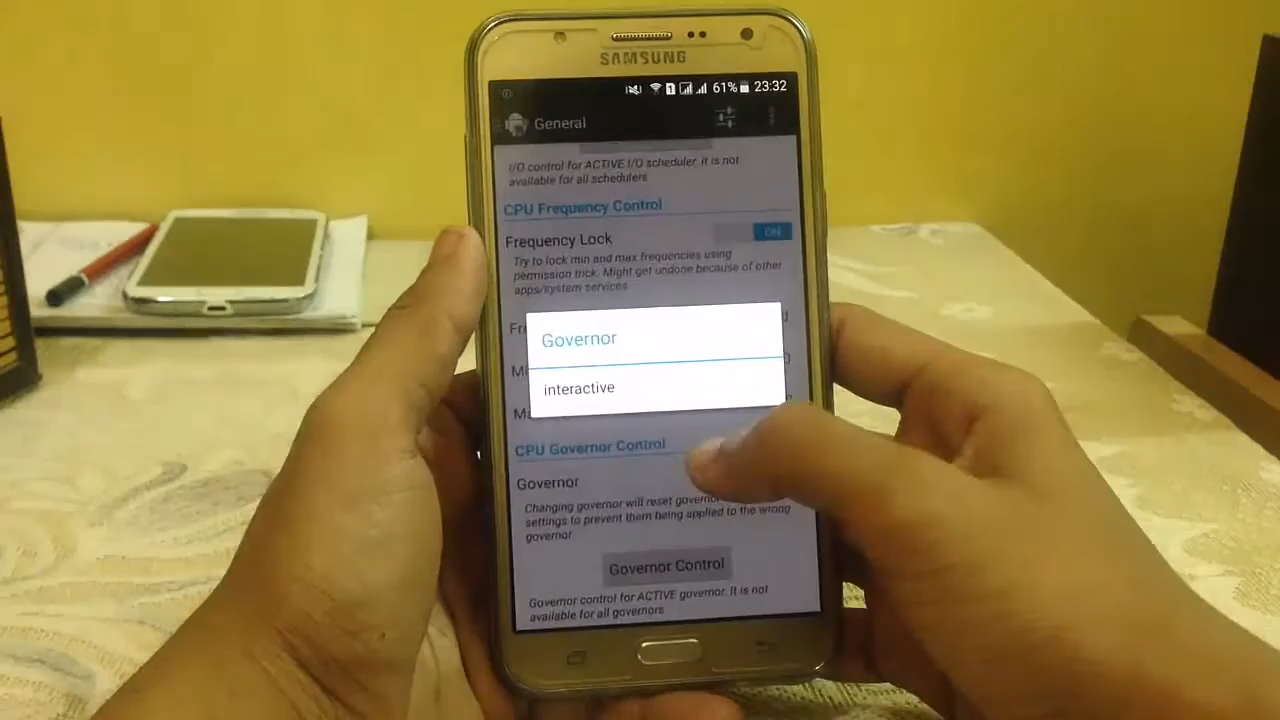 SAMSUNG
1 61% 23:32
General
I/O control for ACTIVE I/O scheduler, it is not
available for all schedulers
CPU Frequency Control
Frequency Lock
ON
Try to lock min and max frequencies using
permission trick. Might get undone because of other
apps/system services
Governor
interactive
CPU Governor Control
Governor
Changing governor will reset governor
settings to prevent them being applied to the wrong
governor
Governor Control
Governor control for ACTIVE governor. It is not
available for all governors